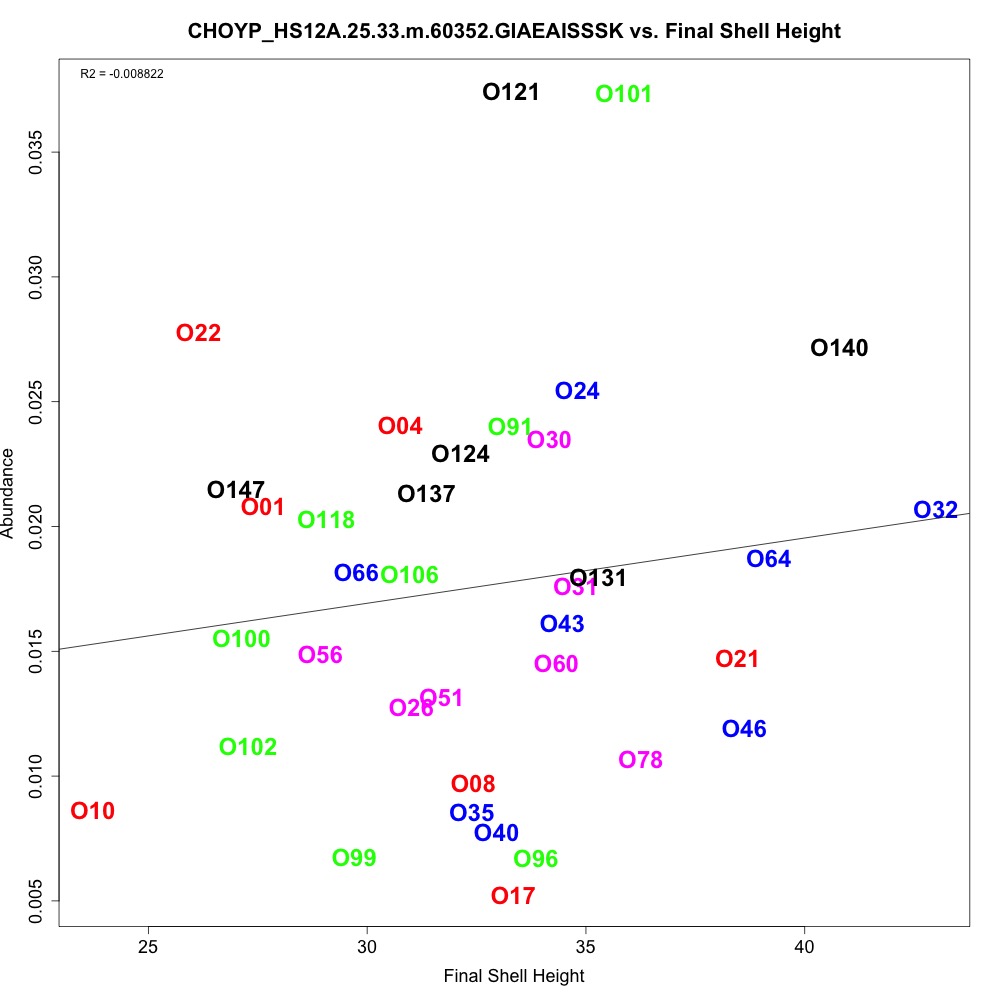 CHOYP_HS12A.25.33.m.60352.GIAEAISSSK vs. Final Shell Height
R2 = -0.008822
O121
O101
O22
O140
O24
O04
O91
O30
O124
O147
O137
O01
O118
O32
O64
O66
O106
O131
O31
O43
O100
O56
O60
O21
O51
O26
O46
O102
O78
O08
O10
O35
O40
O99
O96
O17
Abundance
0.035
0.030
0.025
0.020
0.015
0.010
0.005
25 30 35 40
Final Shell Height